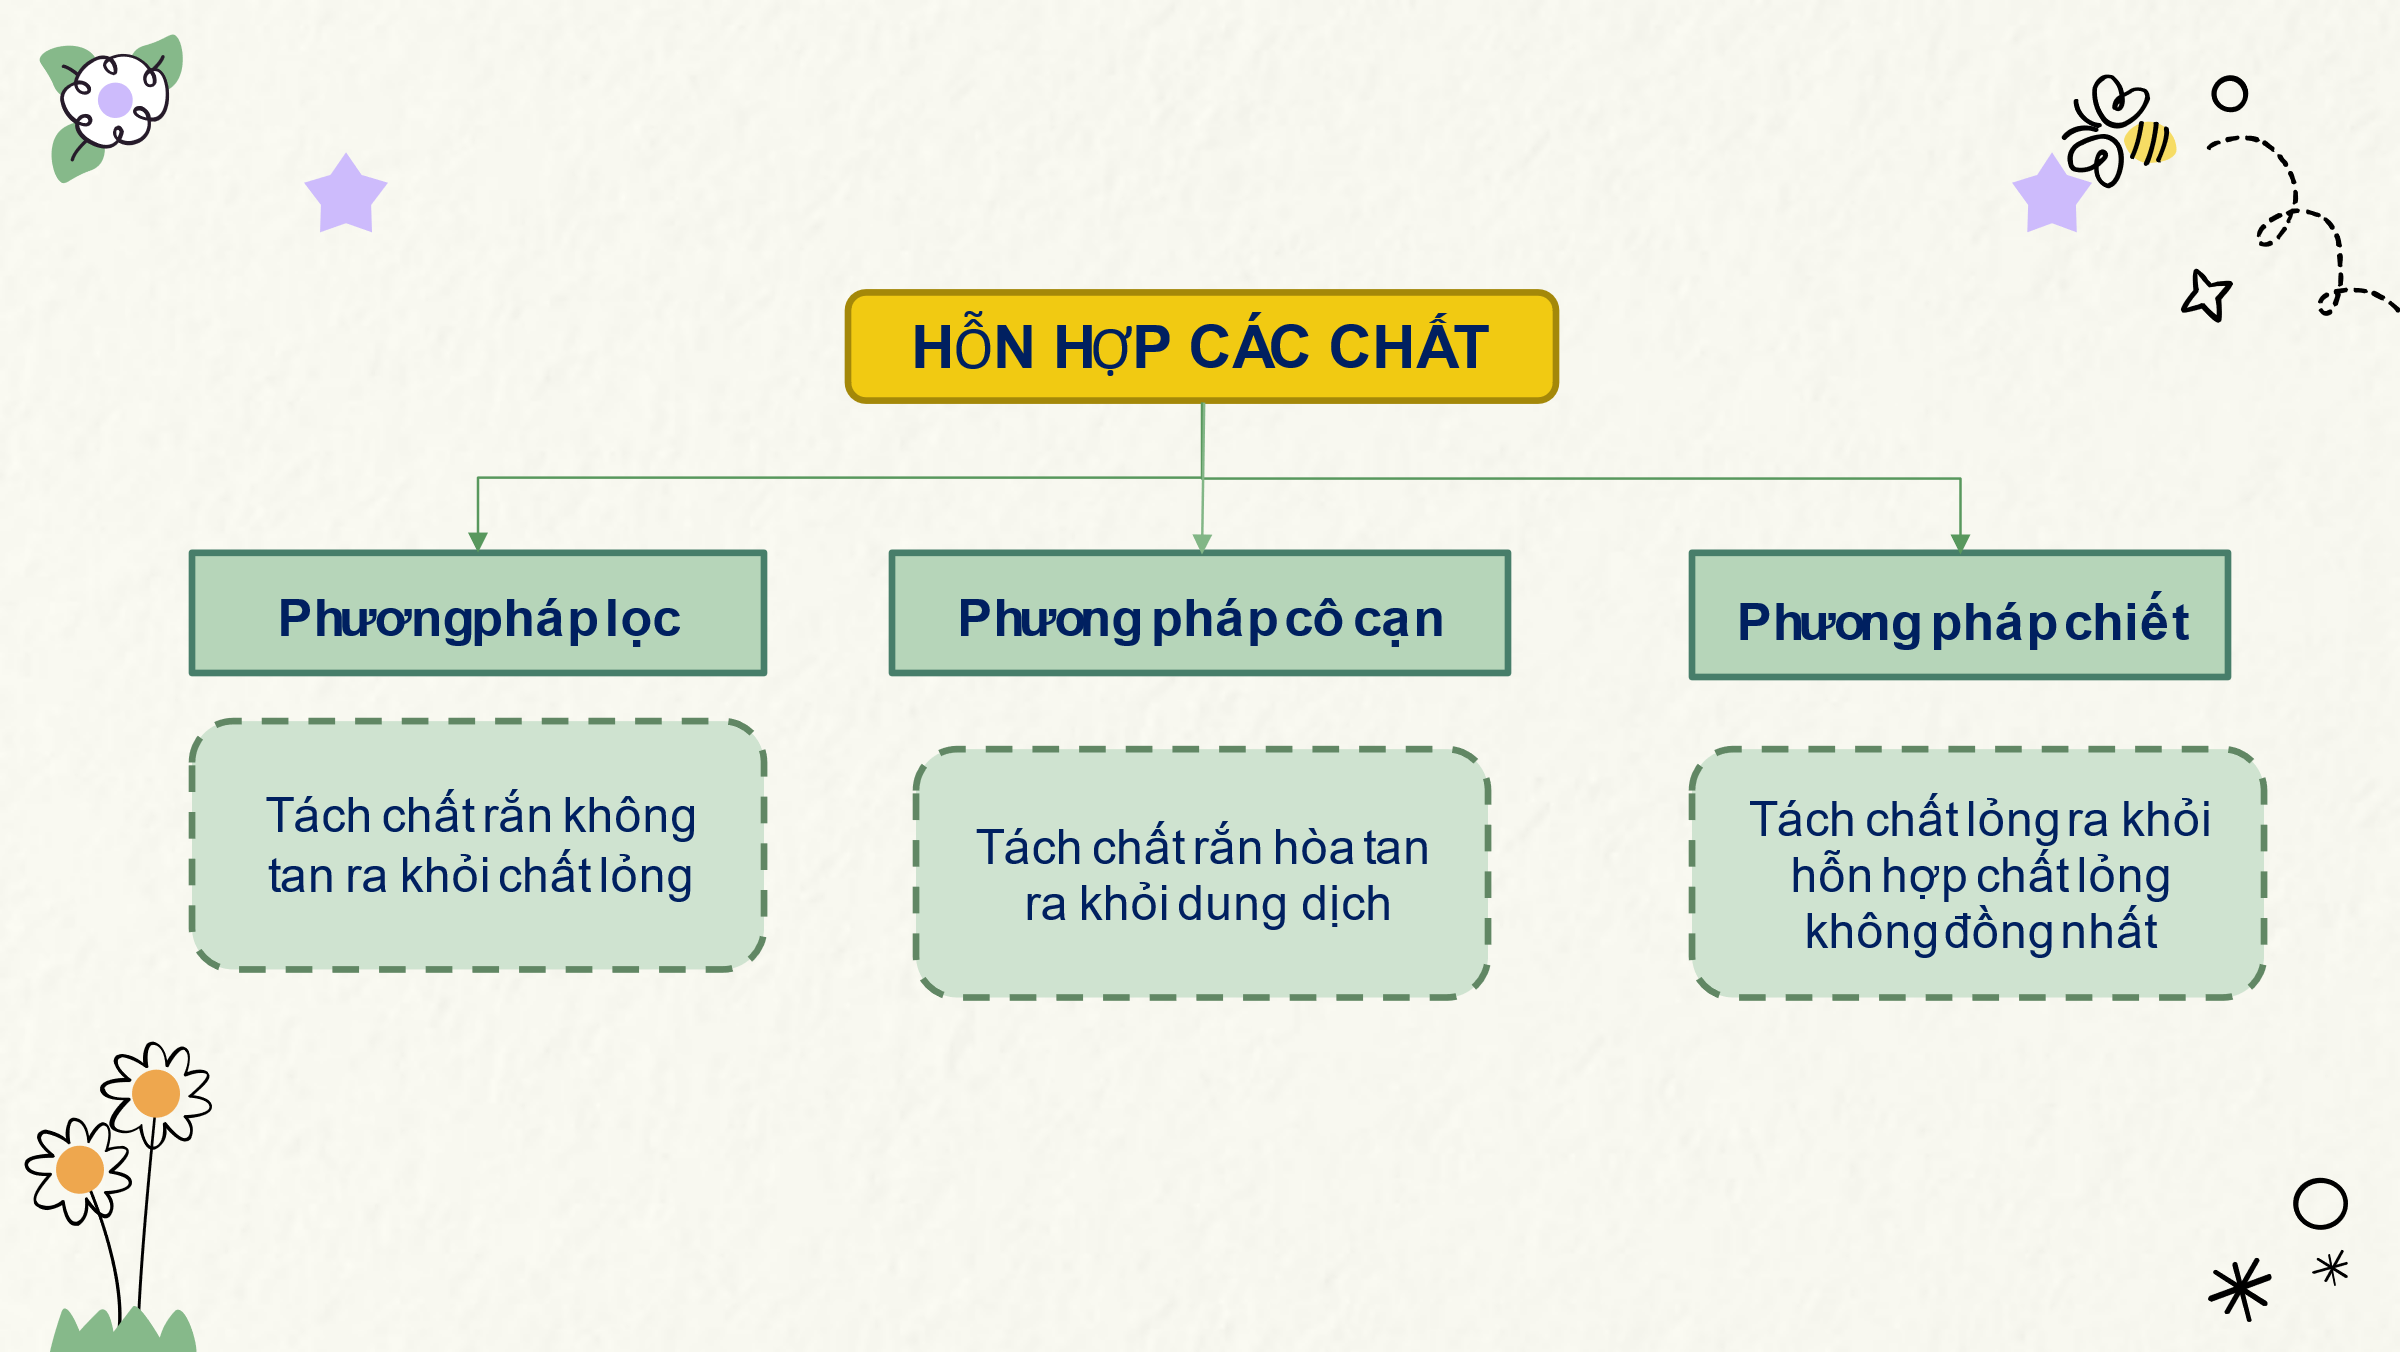 HỖN HỢP CÁC CHẤT
Phương pháp lọc
Phương pháp cô cạn
Phương pháp chiết
Tách chất rắn không
tan ra khỏi chất lỏng
Tách chất rắn hòa tan
ra khỏi dung dịch
Tách chất lỏng ra khỏi
hỗn hợp chất lỏng
không đồng nhất